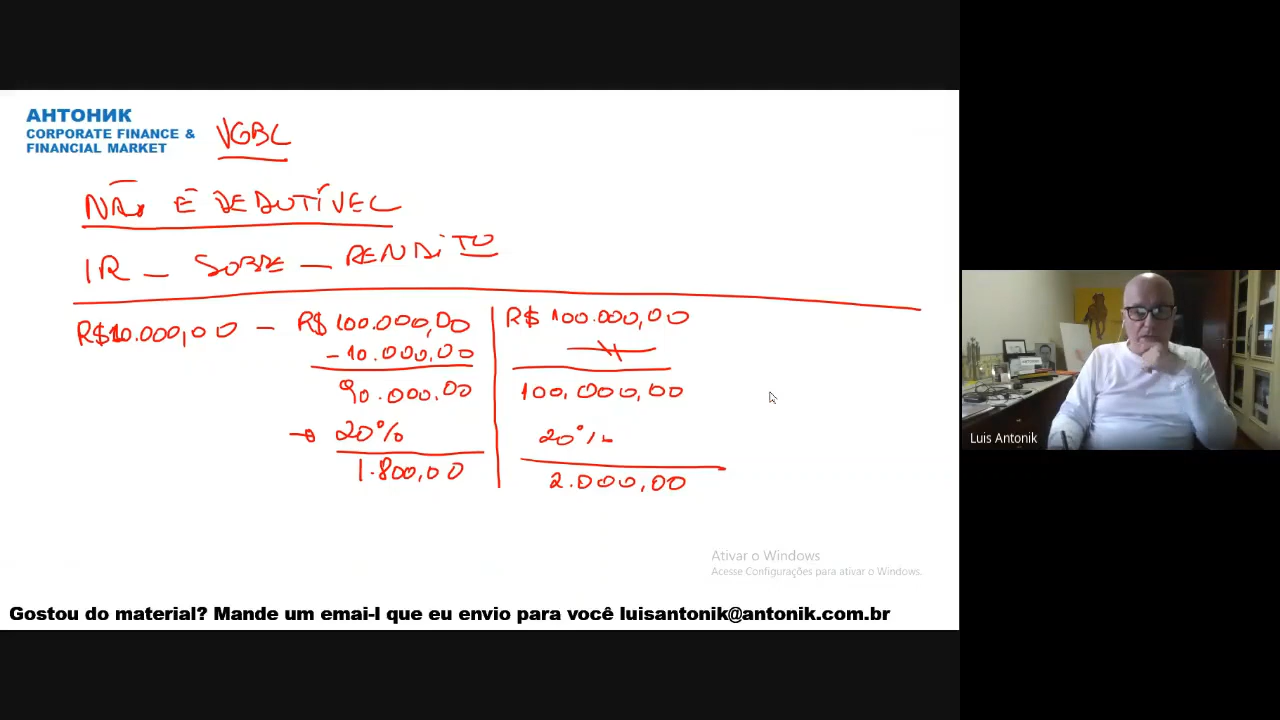 АНТОНИК
CORPORATE FINANCE &
FINANCIAL MARKET
VGBL
NÃO É DEDUTÍVEL
IR - SOBRE - RENDITO
R$10.000,00 - R$ 100.000,00
- 10.000,00
90.000,00
→ 20%
1.800,00
R$ 100.000,00
100.000,00
20%
2.000,00
Luis Antonik
Ativar o Windows
Acesse Configurações para ativar o Windows.
Gostou do material? Mande um emai-l que eu envio para você luisantonik@antonik.com.br